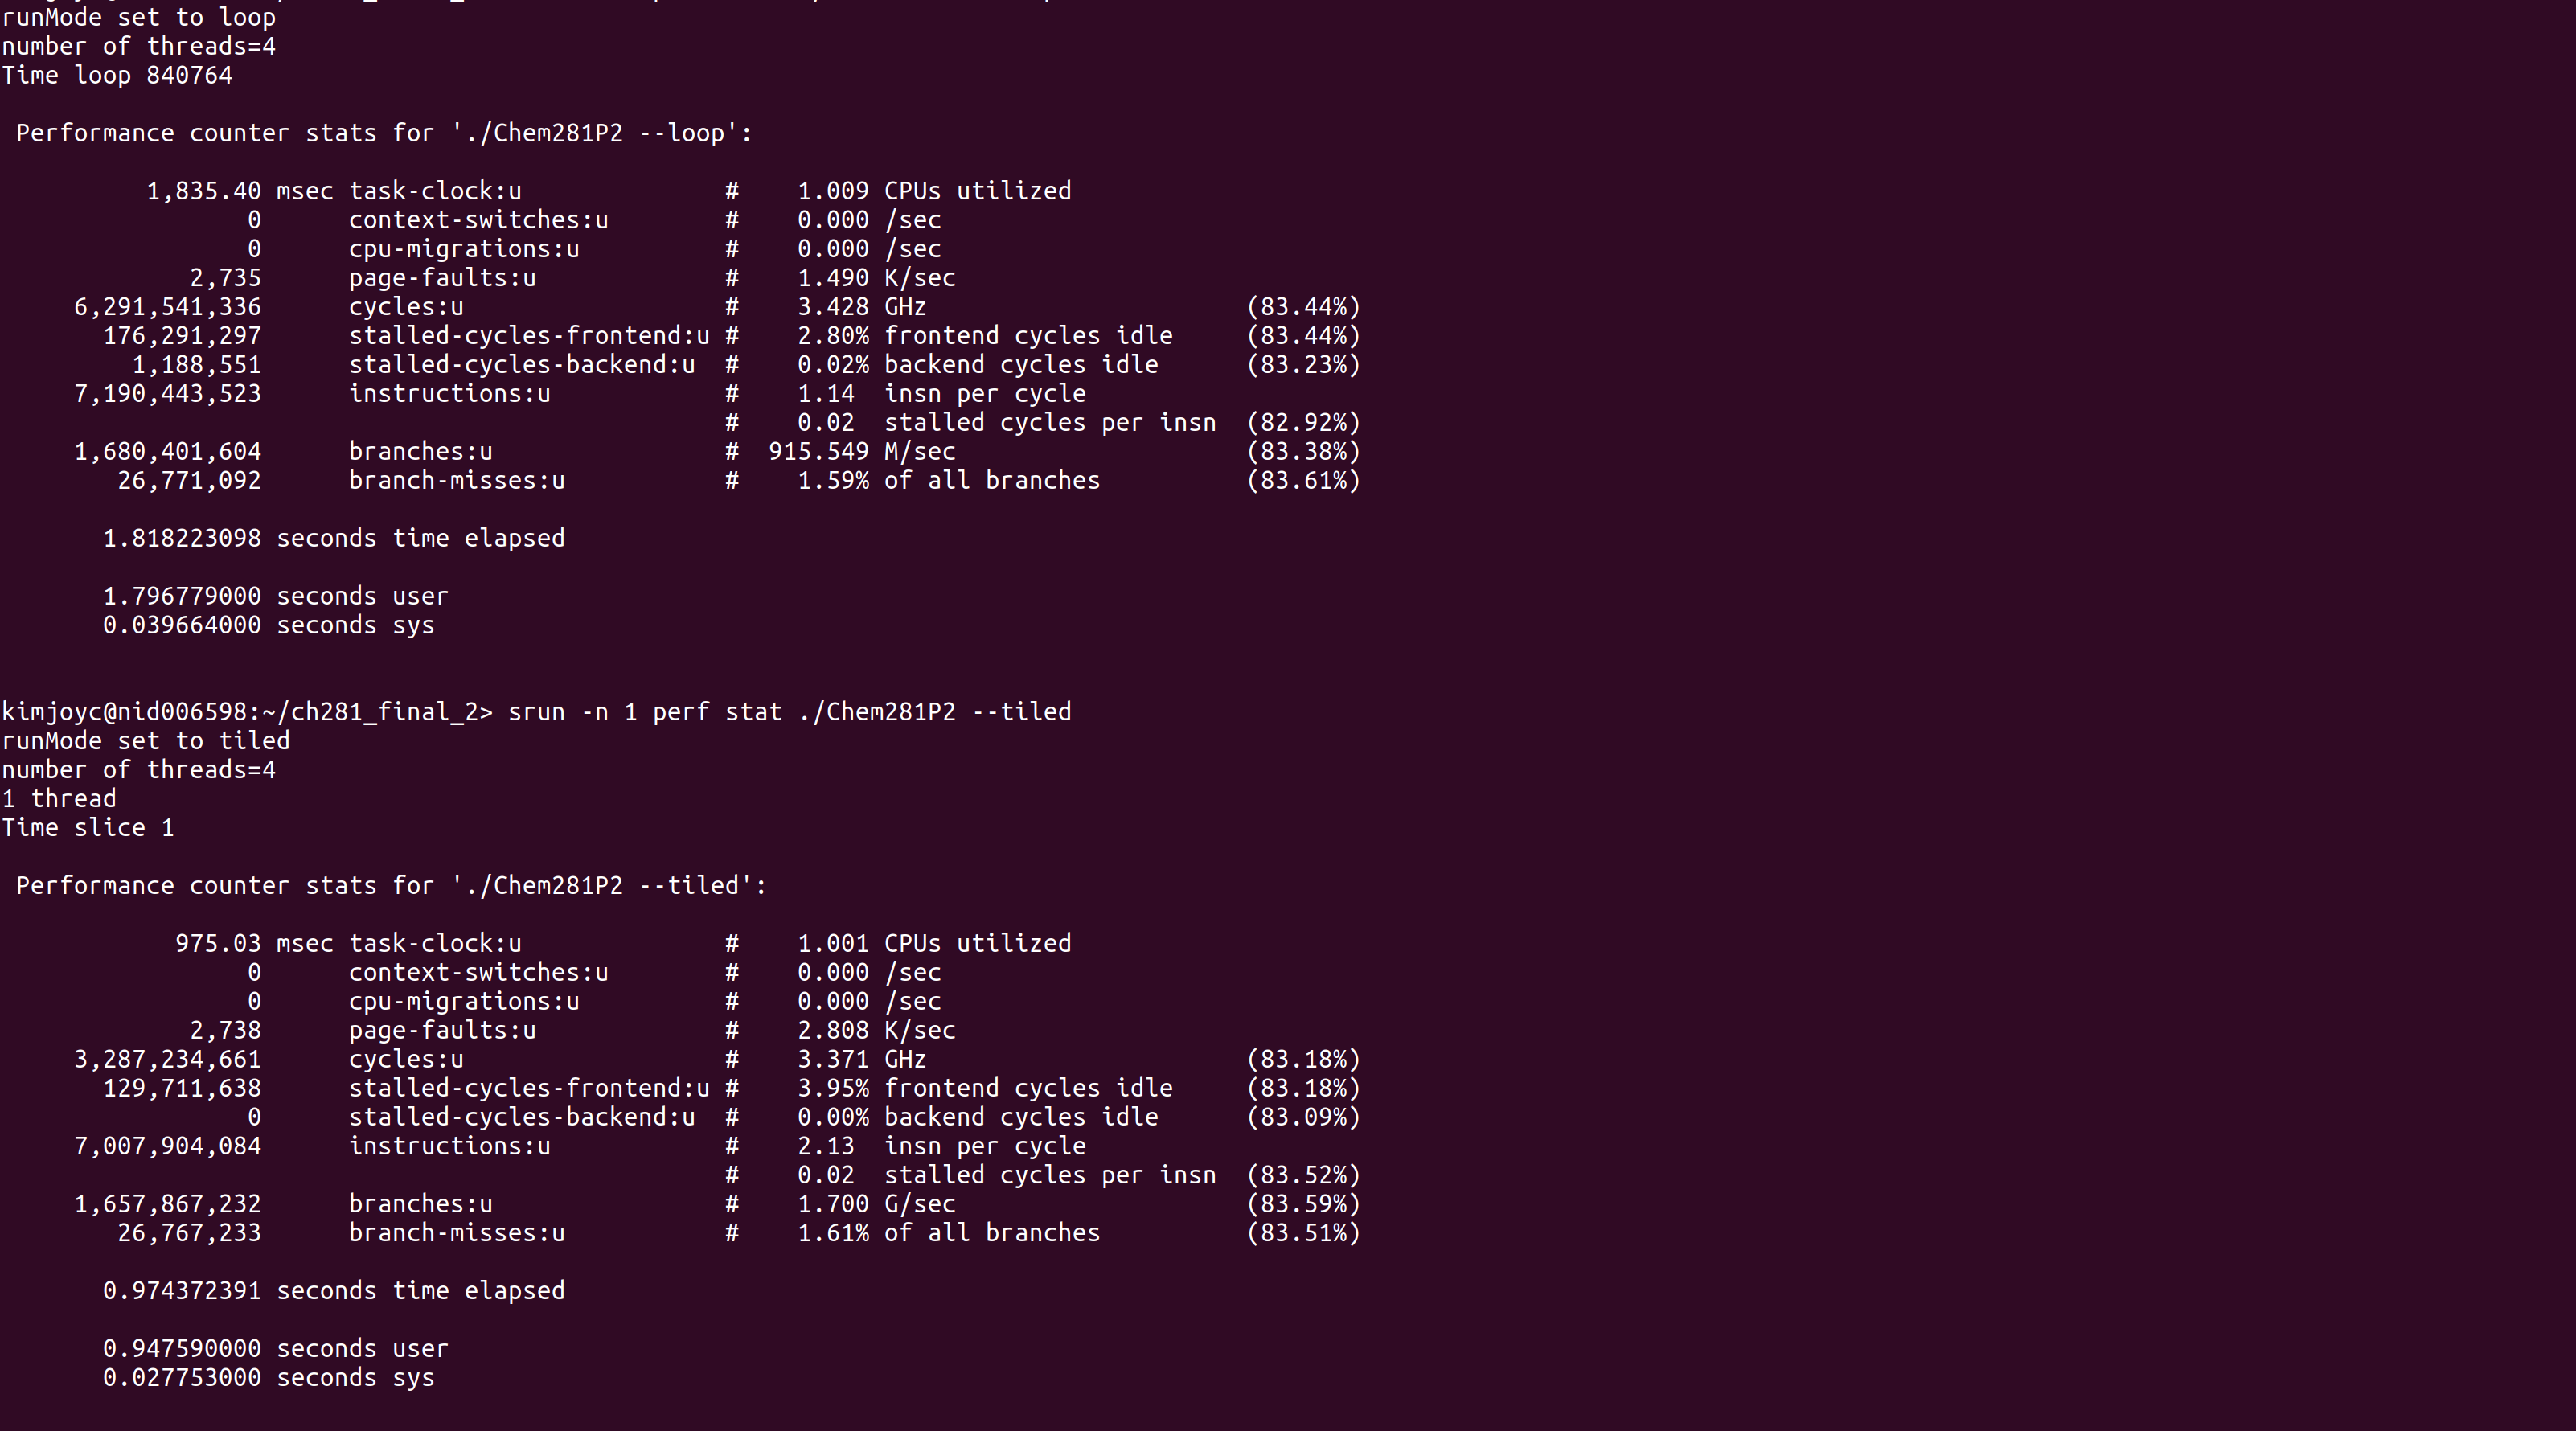 runMode set to loop
number of threads=4
Time loop 840764
Performance counter stats for './Chem281P2 --loop':
1,835.40 msec task-clock:u # 1.009 CPUs utilized
0 context-switches:u # 0.000 /sec
0 cpu-migrations:u # 0.000 /sec
2,735 page-faults:u # 1.490 K/sec
6,291,541,336 cycles:u # 3.428 GHz (83.44%)
176,291,297 stalled-cycles-frontend:u # 2.80% frontend cycles idle (83.44%)
1,188,551 stalled-cycles-backend:u # 0.02% backend cycles idle (83.23%)
7,190,443,523 instructions:u # 1.14 insn per cycle
# 0.02 stalled cycles per insn (82.92%)
1,680,401,604 branches:u # 915.549 M/sec (83.38%)
26,771,092 branch-misses:u # 1.59% of all branches (83.61%)
1.818223098 seconds time elapsed
1.796779000 seconds user
0.039664000 seconds sys
kimjoyc@nid006598:~/ch281_final_2> srun -n 1 perf stat ./Chem281P2 --tiled
runMode set to tiled
number of threads=4
1 thread
Time slice 1
Performance counter stats for './Chem281P2 --tiled':
975.03 msec task-clock:u # 1.001 CPUs utilized
0 context-switches:u # 0.000 /sec
0 cpu-migrations:u # 0.000 /sec
2,738 page-faults:u # 2.808 K/sec
3,287,234,661 cycles:u # 3.371 GHz (83.18%)
129,711,638 stalled-cycles-frontend:u # 3.95% frontend cycles idle (83.18%)
0 stalled-cycles-backend:u # 0.00% backend cycles idle (83.09%)
7,007,904,084 instructions:u # 2.13 insn per cycle
# 0.02 stalled cycles per insn (83.52%)
1,657,867,232 branches:u # 1.700 G/sec (83.59%)
26,767,233 branch-misses:u # 1.61% of all branches (83.51%)
0.974372391 seconds time elapsed
0.947590000 seconds user
0.027753000 seconds sys